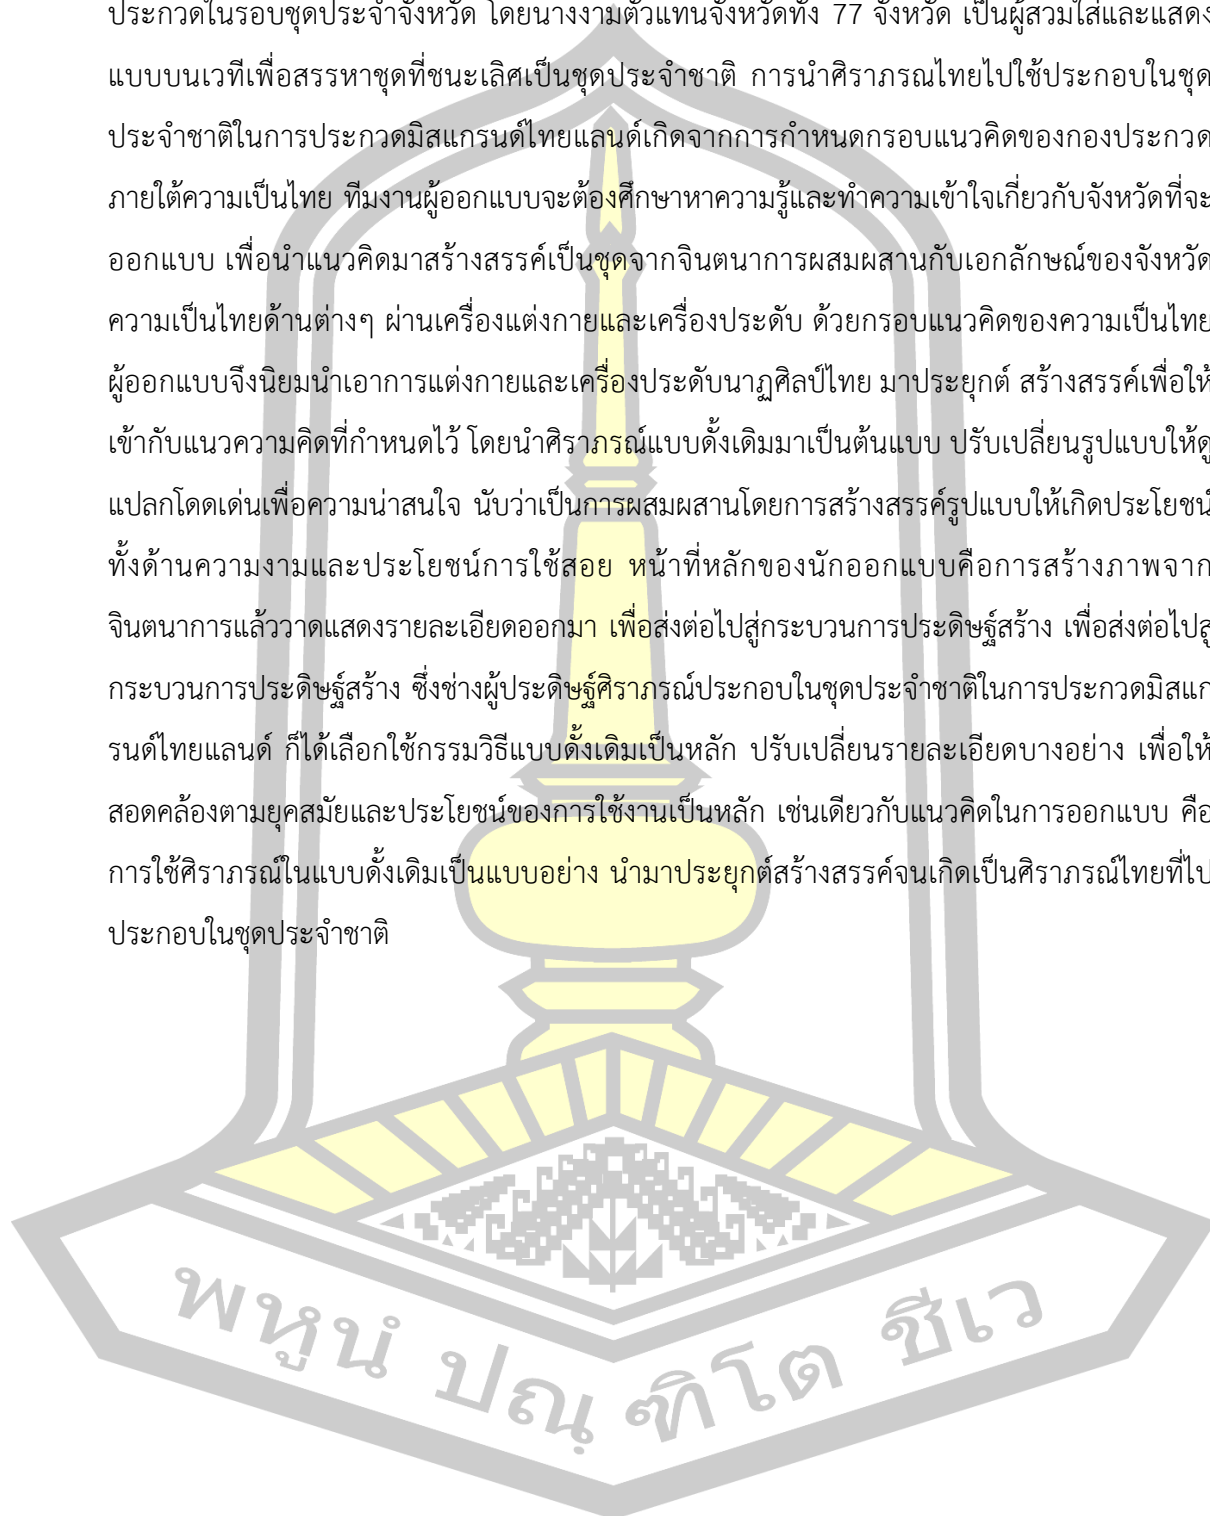 ประกวดในรอบชุดประจำจังหวัด โดยนางงามตัวแทนจังหวัดทั้ง 77 จังหวัด เป็นผู้สวมใส่และแสดง
แบบบนเวทีเพื่อสรรหาชุดที่ชนะเลิศเป็นชุดประจำชาติ การนำศิราภรณไทยไปใช้ประกอบในชุด
ประจำชาติในการประกวดมิสแกรนด์ไทยแลนด์เกิดจากการกำหนดกรอบแนวคิดของกองประกวด
ภายใต้ความเป็นไทย ทีมงานผู้ออกแบบจะต้องศึกษาหาความรู้และทำความเข้าใจเกี่ยวกับจังหวัดที่จะ
ออกแบบ เพื่อนำแนวคิดมาสร้างสรรค์เป็นชุดจากจินตนาการผสมผสานกับเอกลักษณ์ของจังหวัด
ความเป็นไทยด้านต่างๆ ผ่านเครื่องแต่งกายและเครื่องประดับ ด้วยกรอบแนวคิดของความเป็นไทย
ผู้ออกแบบจึงนิยมนำเอาการแต่งกายและเครื่องประดับนาฏศิลป์ไทย มาประยุกต์ สร้างสรรค์เพื่อให้
เข้ากับแนวความคิดที่กำหนดไว้ โดยนำศิราภรณ์แบบดั้งเดิมมาเป็นต้นแบบ ปรับเปลี่ยนรูปแบบให้ดู
แปลกโดดเด่นเพื่อความน่าสนใจ นับว่าเป็นการผสมผสานโดยการสร้างสรรค์รูปแบบให้เกิดประโยชน์
ทั้งด้านความงามและประโยชน์การใช้สอย หน้าที่หลักของนักออกแบบคือการสร้างภาพจาก
จินตนาการแล้ววาดแสดงรายละเอียดออกมา เพื่อส่งต่อไปสู่กระบวนการประดิษฐ์สร้าง เพื่อส่งต่อไปสู่
กระบวนการประดิษฐ์สร้าง ซึ่งช่างผู้ประดิษฐ์ศิราภรณ์ประกอบในชุดประจำชาติในการประกวดมิสแก
รนด์ไทยแลนด์ ก็ได้เลือกใช้กรรมวิธีแบบดั้งเดิมเป็นหลัก ปรับเปลี่ยนรายละเอียดบางอย่าง เพื่อให้
สอดคล้องตามยุคสมัยและประโยชน์ของการใช้งานเป็นหลัก เช่นเดียวกับแนวคิดในการออกแบบ คือ
การใช้ศิราภรณ์ในแบบดั้งเดิมเป็นแบบอย่าง นำมาประยุกต์สร้างสรรค์จนเกิดเป็นศิราภรณ์ไทยที่ไป
ประกอบในชุดประจำชาติ
พหูนํ ปณฺฑิโต ชีเว